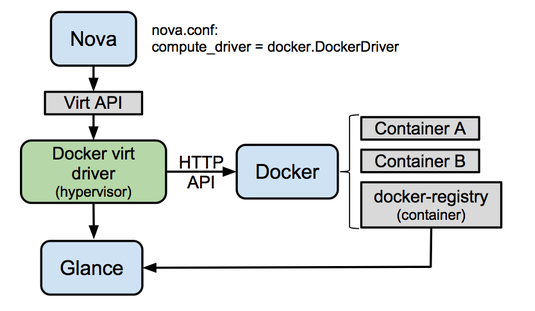 Nova
nova.conf:
compute_driver = docker.DockerDriver
Virt API
Docker virt
driver
(hypervisor)
HTTP
API
Docker
Container A
Container B
docker-registry
(container)
Glance